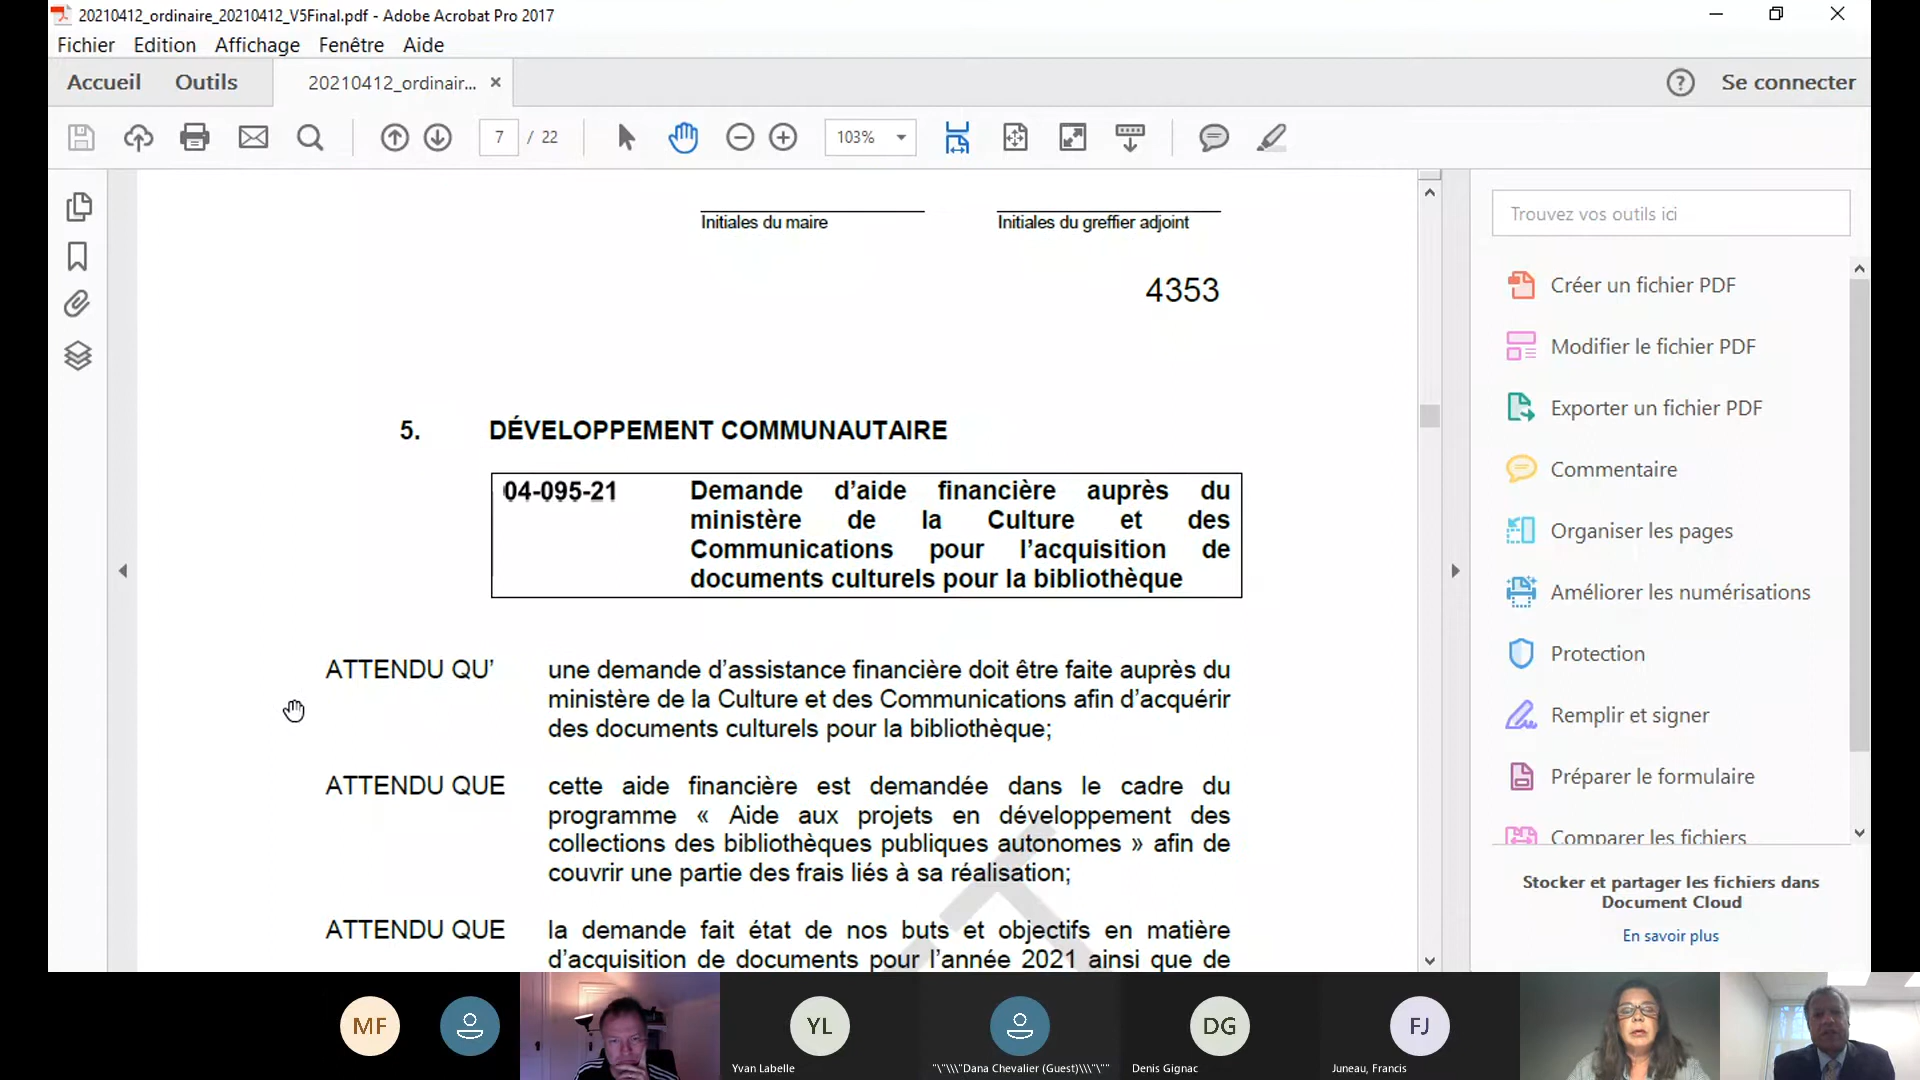 20210412_ordinaire_20210412_V5Final.pdf - Adobe Acrobat Pro 2017
Fichier Edition Affichage Fenêtre Aide
Accueil Outils 20210412_ordinair... × Se connecter
7 / 22 103%
Trouvez vos outils ici
Initiales du maire Initiales du greffier adjoint
4353
5. DÉVELOPPEMENT COMMUNAUTAIRE
04-095-21 Demande d’aide financière auprès du
ministère de la Culture et des
Communications pour l’acquisition de
documents culturels pour la bibliothèque
ATTENDU QU’ une demande d’assistance financière doit être faite auprès du
ministère de la Culture et des Communications afin d’acquérir
des documents culturels pour la bibliothèque;
ATTENDU QUE cette aide financière est demandée dans le cadre du
programme « Aide aux projets en développement des
collections des bibliothèques publiques autonomes » afin de
couvrir une partie des frais liés à sa réalisation;
ATTENDU QUE la demande fait état de nos buts et objectifs en matière
d’acquisition de documents pour l’année 2021 ainsi que de
Créer un fichier PDF
Modifier le fichier PDF
Exporter un fichier PDF
Commentaire
Organiser les pages
Améliorer les numérisations
Protection
Remplir et signer
Préparer le formulaire
Comparer les fichiers
Stocker et partager les fichiers dans
Document Cloud
En savoir plus
MF YL DG FJ
Yvan Labelle "\"\\\"Dana Chevalier (Guest)\\\"\"" Denis Gignac Juneau, Francis